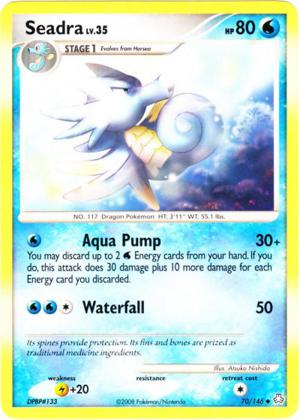 Seadra LV.35 HP 80
STAGE 1 Evolves from Horsea
NO. 117 Dragon Pokémon HT: 3'11" WT: 55.1 lbs.
Aqua Pump 30+
You may discard up to 2 Energy cards from your hand. If you
do, this attack does 30 damage plus 10 more damage for each
Energy card you discarded.
Waterfall 50
Its spines provide protection. Its fins and bones are prized as
traditional medicine ingredients.
Illus. Atsuko Nishida
weakness resistance retreat cost
+20
DPBP#133 ©2008 Pokémon/Nintendo 70/146